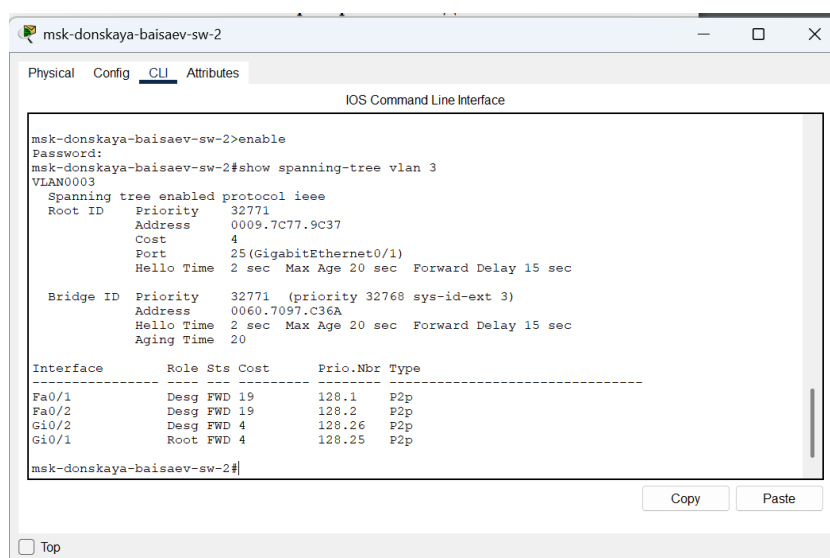 msk-donskaya-baisaev-sw-2
Physical Config CLI Attributes
IOS Command Line Interface
msk-donskaya-baisaev-sw-2>enable
Password:
msk-donskaya-baisaev-sw-2#show spanning-tree vlan 3
VLAN0003
  Spanning tree enabled protocol ieee
  Root ID    Priority    32771
             Address     0009.7C77.9C37
             Cost        4
             Port        25(GigabitEthernet0/1)
             Hello Time  2 sec  Max Age 20 sec  Forward Delay 15 sec
  Bridge ID  Priority    32771  (priority 32768 sys-id-ext 3)
             Address     0060.7097.C36A
             Hello Time  2 sec  Max Age 20 sec  Forward Delay 15 sec
             Aging Time  20
Interface        Role Sts Cost      Prio.Nbr Type
---------------- ---- --- --------- -------- --------------------------------
Fa0/1            Desg FWD 19        128.1    P2p
Fa0/2            Desg FWD 19        128.2    P2p
Gi0/2            Desg FWD 4         128.26   P2p
Gi0/1            Root FWD 4         128.25   P2p
msk-donskaya-baisaev-sw-2#
Copy Paste
Top